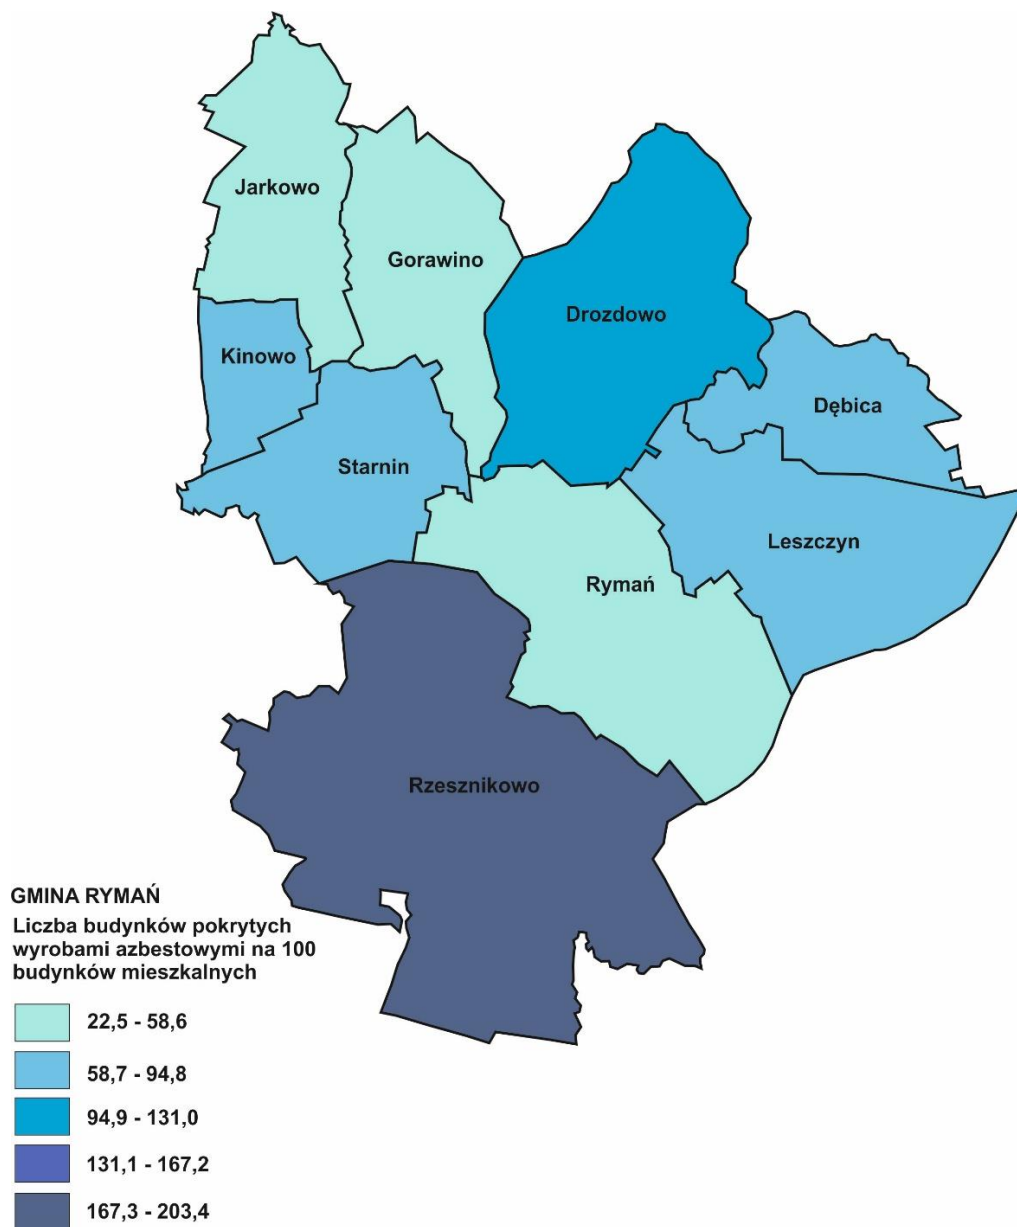 Jarkowo
Gorawino
Drozdowo
Kinowo
Dębica
Starnin
Leszczyn
Rymań
Rzesznikowo
GMINA RYMAŃ
Liczba budynków pokrytych
wyrobami azbestowymi na 100
budynków mieszkalnych
22,5 - 58,6
58,7 - 94,8
94,9 - 131,0
131,1 - 167,2
167,3 - 203,4